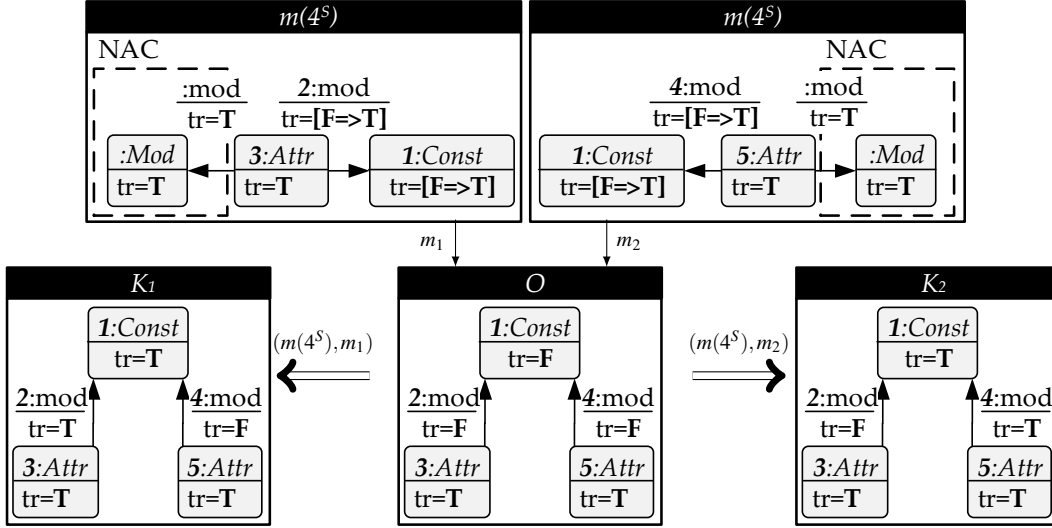 m(4ˢ)
NAC
:mod
tr=T
2:mod
tr=[F=>T]
:Mod
tr=T
3:Attr
tr=T
1:Const
tr=[F=>T]
m(4ˢ)
NAC
4:mod
tr=[F=>T]
:mod
tr=T
1:Const
tr=[F=>T]
5:Attr
tr=T
:Mod
tr=T
m₁
m₂
K₁
1:Const
tr=T
2:mod
tr=T
4:mod
tr=F
3:Attr
tr=T
5:Attr
tr=T
(m(4ˢ),m₁)
O
1:Const
tr=F
2:mod
tr=F
4:mod
tr=F
3:Attr
tr=T
5:Attr
tr=T
(m(4ˢ),m₂)
K₂
1:Const
tr=T
2:mod
tr=F
4:mod
tr=T
3:Attr
tr=T
5:Attr
tr=T